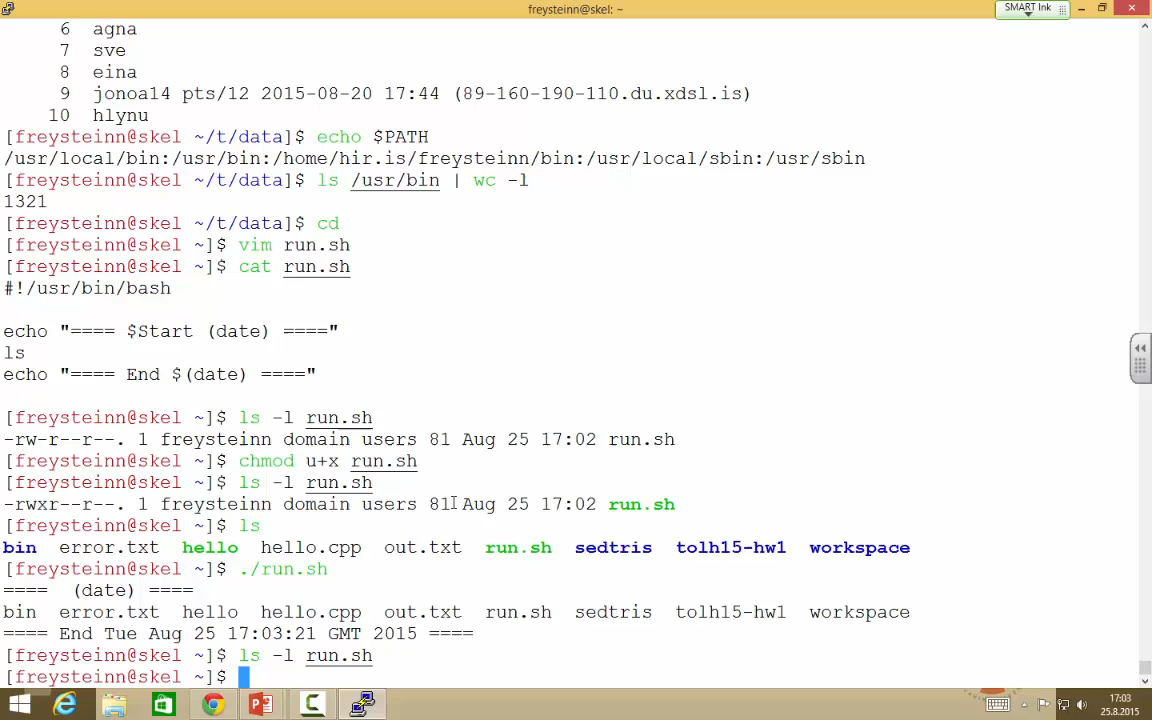 freysteinn@skel: ~
SMART Ink
6 agna
7 sve
8 eina
9 jonoa14 pts/12 2015-08-20 17:44 (89-160-190-110.du.xdsl.is)
10 hlynu
[freysteinn@skel ~/t/data]$ echo $PATH
/usr/local/bin:/usr/bin:/home/hir.is/freysteinn/bin:/usr/local/sbin:/usr/sbin
[freysteinn@skel ~/t/data]$ ls /usr/bin | wc -l
1321
[freysteinn@skel ~/t/data]$ cd
[freysteinn@skel ~]$ vim run.sh
[freysteinn@skel ~]$ cat run.sh
#!/usr/bin/bash
echo "==== $Start (date) ===="
ls
echo "==== End $(date) ===="
[freysteinn@skel ~]$ ls -l run.sh
-rw-r--r--. 1 freysteinn domain users 81 Aug 25 17:02 run.sh
[freysteinn@skel ~]$ chmod u+x run.sh
[freysteinn@skel ~]$ ls -l run.sh
-rwxr--r--. 1 freysteinn domain users 81 Aug 25 17:02 run.sh
[freysteinn@skel ~]$ ls
bin error.txt hello hello.cpp out.txt run.sh sedtris tolh15-hw1 workspace
[freysteinn@skel ~]$ ./run.sh
==== (date) ====
bin error.txt hello hello.cpp out.txt run.sh sedtris tolh15-hw1 workspace
==== End Tue Aug 25 17:03:21 GMT 2015 ====
[freysteinn@skel ~]$ ls -l run.sh
[freysteinn@skel ~]$
17:03
25.8.2015